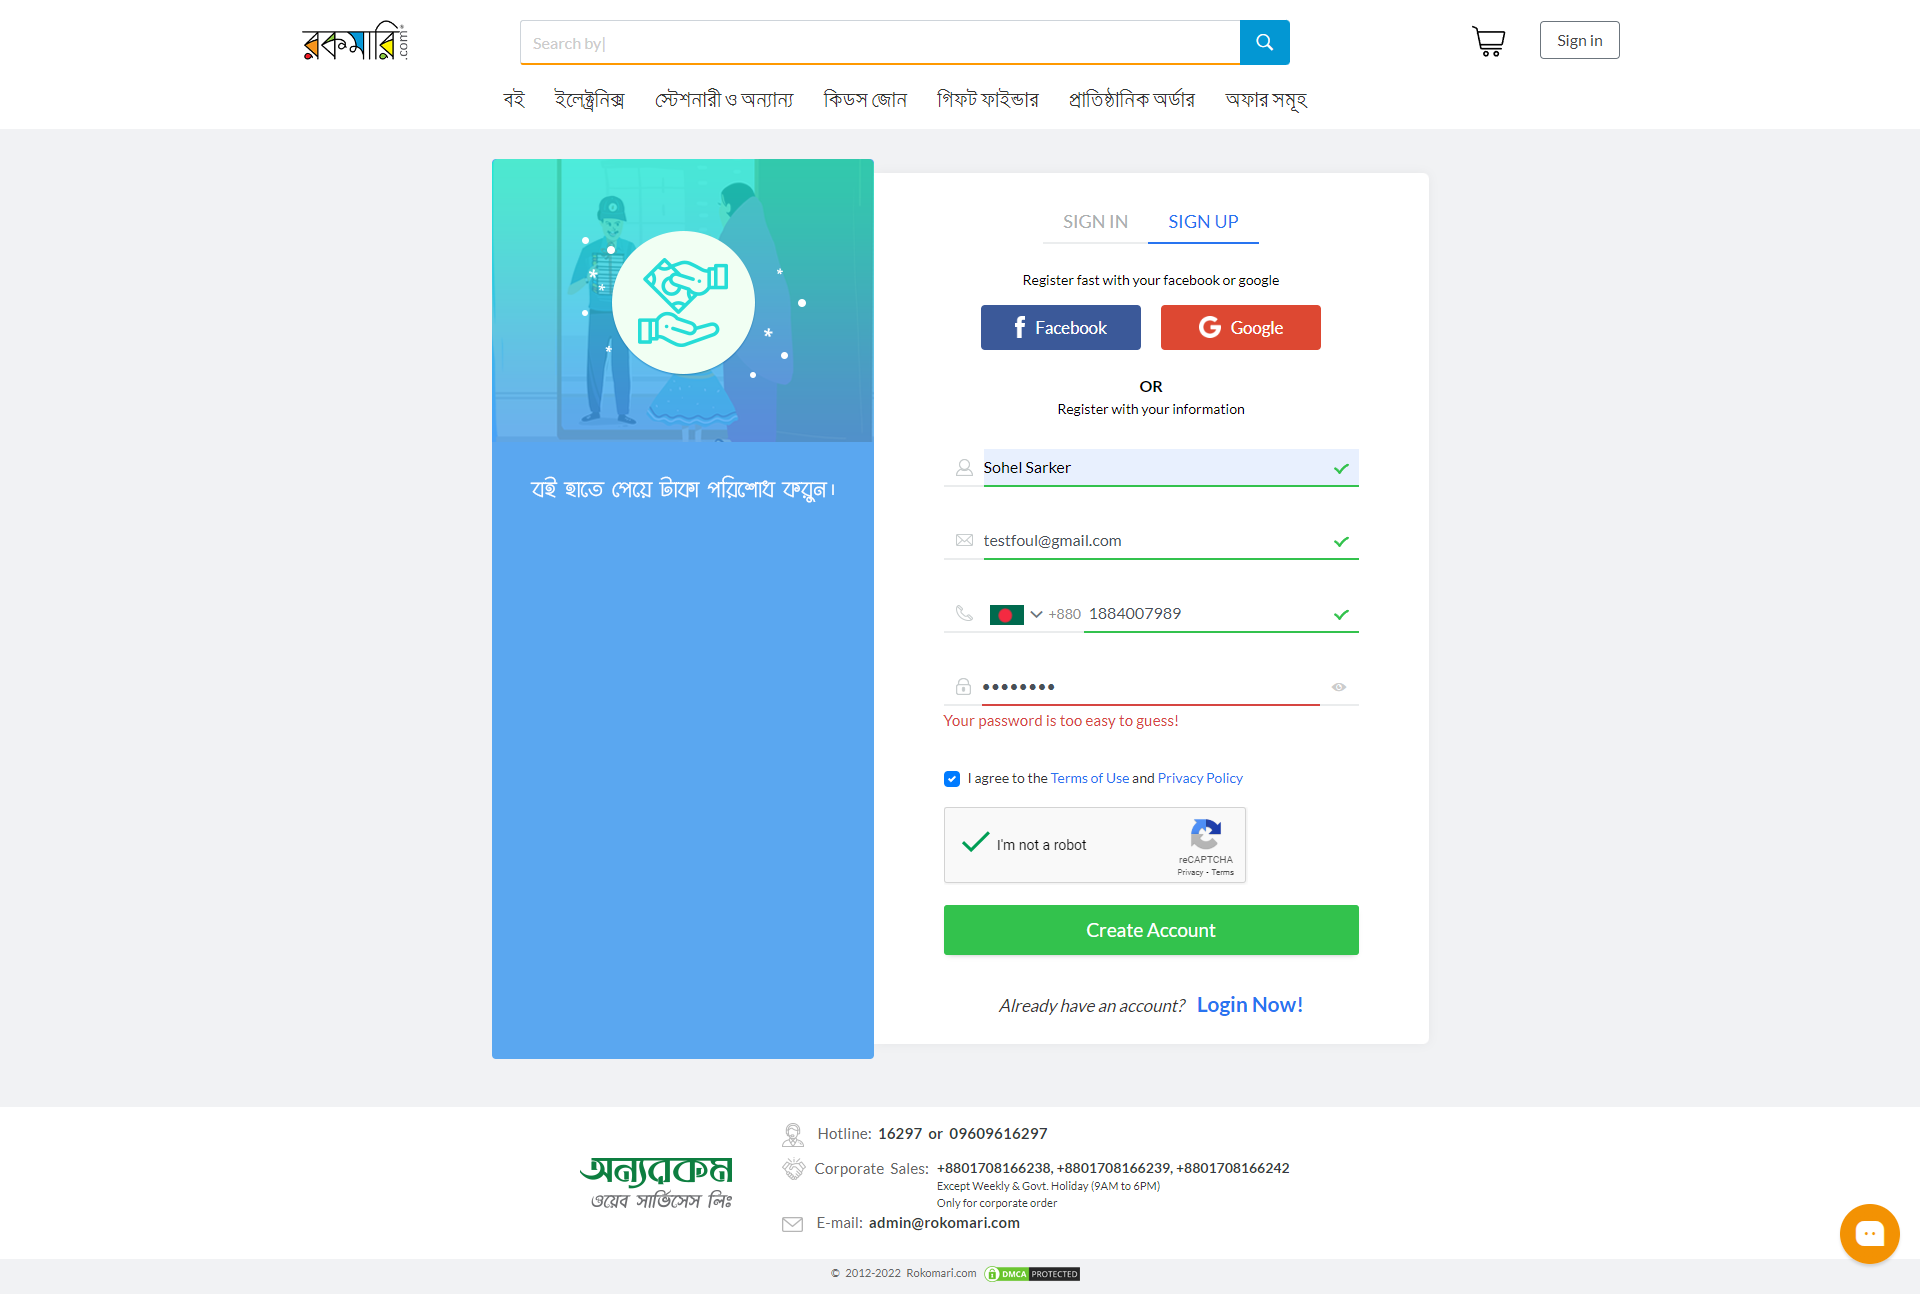 রকমারি.com
Search by|
Sign in
বই ইলেক্ট্রনিক্স স্টেশনারী ও অন্যান্য কিডস জোন গিফট ফাইন্ডার প্রাতিষ্ঠানিক অর্ডার অফার সমূহ
বই হাতে পেয়ে টাকা পরিশোধ করুন।
SIGN IN SIGN UP
Register fast with your facebook or google
f Facebook G Google
OR
Register with your information
Sohel Sarker
testfoul@gmail.com
+880 1884007989
Your password is too easy to guess!
I agree to the Terms of Use and Privacy Policy
I'm not a robot
reCAPTCHA
Privacy - Terms
Create Account
Already have an account? Login Now!
অন্যরকম
ওয়েব সার্ভিসেস লিঃ
Hotline: 16297 or 09609616297
Corporate Sales: +8801708166238, +8801708166239, +8801708166242
Except Weekly & Govt. Holiday (9AM to 6PM)
Only for corporate order
E-mail: admin@rokomari.com
© 2012-2022 Rokomari.com DMCA PROTECTED